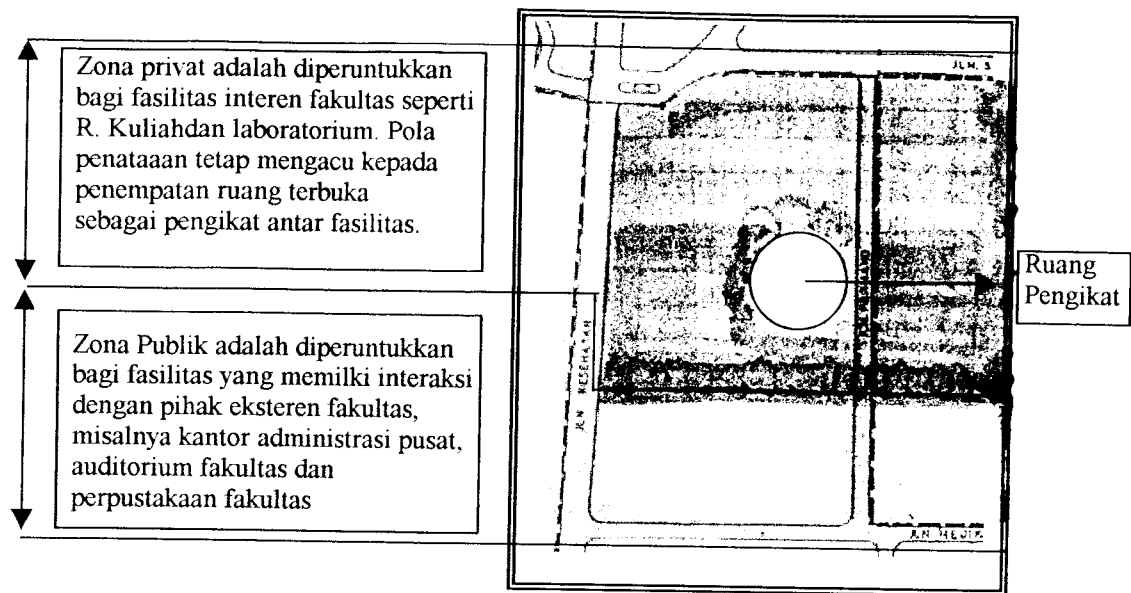 Zona privat adalah diperuntukkan
bagi fasilitas interen fakultas seperti
R. Kuliahdan laboratorium. Pola
penataaan tetap mengacu kepada
penempatan ruang terbuka
sebagai pengikat antar fasilitas.
Zona Publik adalah diperuntukkan
bagi fasilitas yang memilki interaksi
dengan pihak eksteren fakultas,
misalnya kantor administrasi pusat,
auditorium fakultas dan
perpustakaan fakultas
JLN. S
JLN KESEHATAN
JLN MEDIK
Ruang
Pengikat